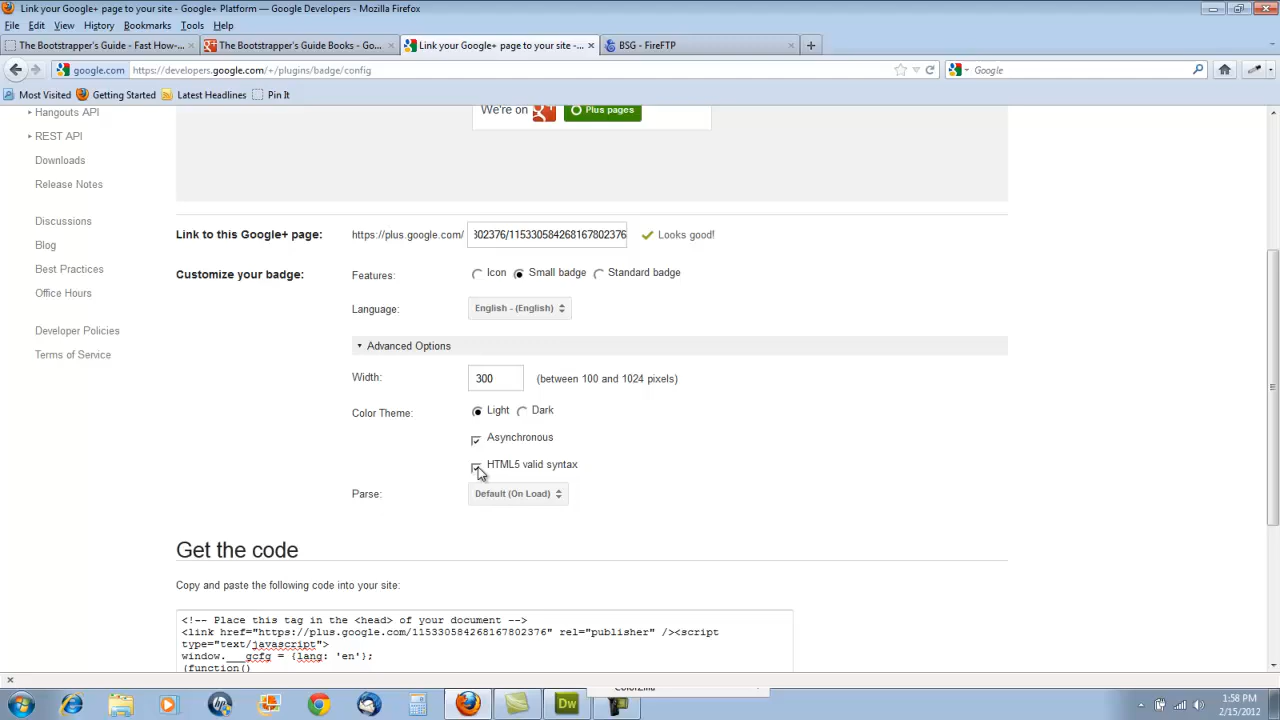 Link your Google+ page to your site - Google+ Platform — Google Developers - Mozilla Firefox
File Edit View History Bookmarks Tools Help
The Bootstrapper's Guide - Fast How-... × The Bootstrapper's Guide Books - Go... × Link your Google+ page to your site -... × BSG - FireFTP × +
google.com https://developers.google.com/+/plugins/badge/config Google
Most Visited Getting Started Latest Headlines Pin It
Hangouts API
REST API
Downloads
Release Notes
Discussions
Blog
Best Practices
Office Hours
Developer Policies
Terms of Service
We're on Plus pages
Link to this Google+ page: https://plus.google.com/ 302376/115330584268167802376 Looks good!
Customize your badge: Features: Icon Small badge Standard badge
Language: English - (English)
Advanced Options
Width: 300 (between 100 and 1024 pixels)
Color Theme: Light Dark
Asynchronous
HTML5 valid syntax
Parse: Default (On Load)
Get the code
Copy and paste the following code into your site:
<!-- Place this tag in the <head> of your document -->
<link href="https://plus.google.com/115330584268167802376" rel="publisher" /><script
type="text/javascript">
window.___gcfg = {lang: 'en'};
(function()
ColorZilla
1:58 PM
2/15/2012